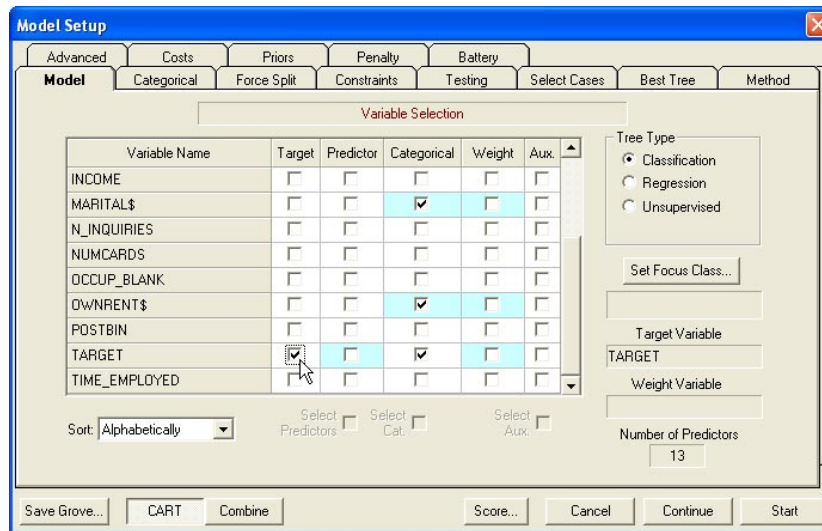 Model Setup
Advanced Costs Priors Penalty Battery
Model Categorical Force Split Constraints Testing Select Cases Best Tree Method
Variable Selection
Variable Name Target Predictor Categorical Weight Aux.
INCOME
MARITAL$
N_INQUIRIES
NUMCARDS
OCCUP_BLANK
OWNRENT$
POSTBIN
TARGET
TIME_EMPLOYED
Tree Type
Classification
Regression
Unsupervised
Set Focus Class...
Target Variable
TARGET
Weight Variable
Number of Predictors
13
Sort: Alphabetically
Select Predictors
Select Cat.
Select Aux.
Save Grove... CART Combine Score... Cancel Continue Start